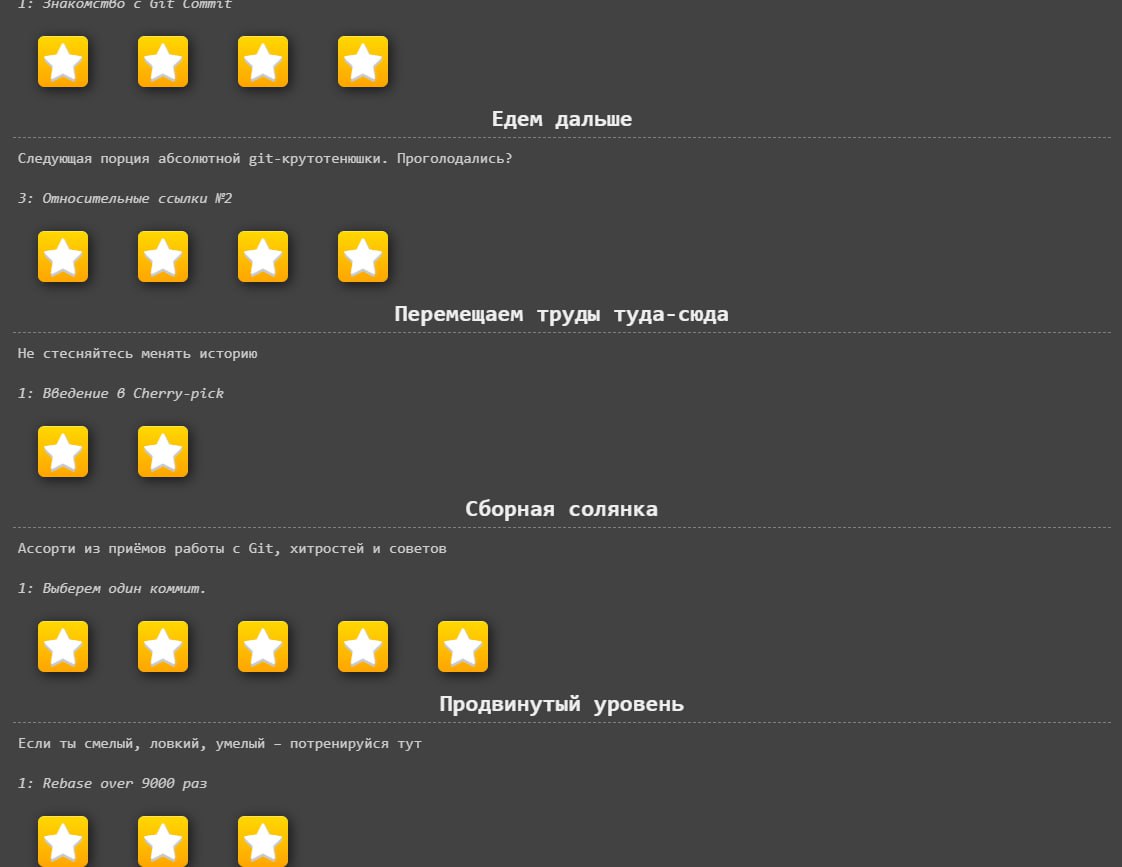 1: Знакомство с Git Commit
Едем дальше
Следующая порция абсолютной git-крутотенюшки. Проголодались?
3: Относительные ссылки №2
Перемещаем труды туда-сюда
Не стесняйтесь менять историю
1: Введение в Cherry-pick
Сборная солянка
Ассорти из приёмов работы с Git, хитростей и советов
1: Выберем один коммит.
Продвинутый уровень
Если ты смелый, ловкий, умелый – потренируйся тут
1: Rebase over 9000 раз